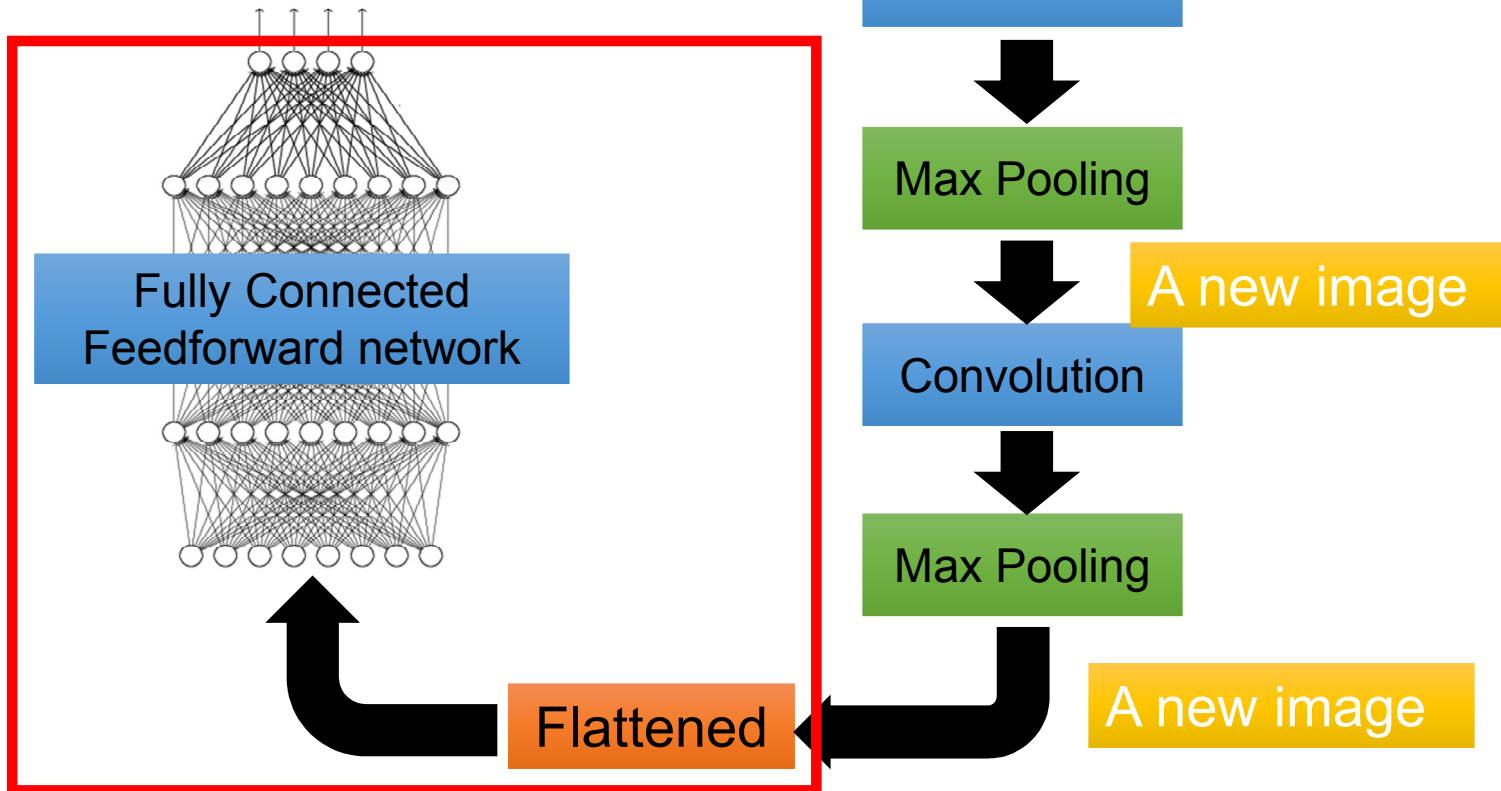 Max Pooling
A new image
Convolution
Max Pooling
A new image
Flattened
Fully Connected
Feedforward network